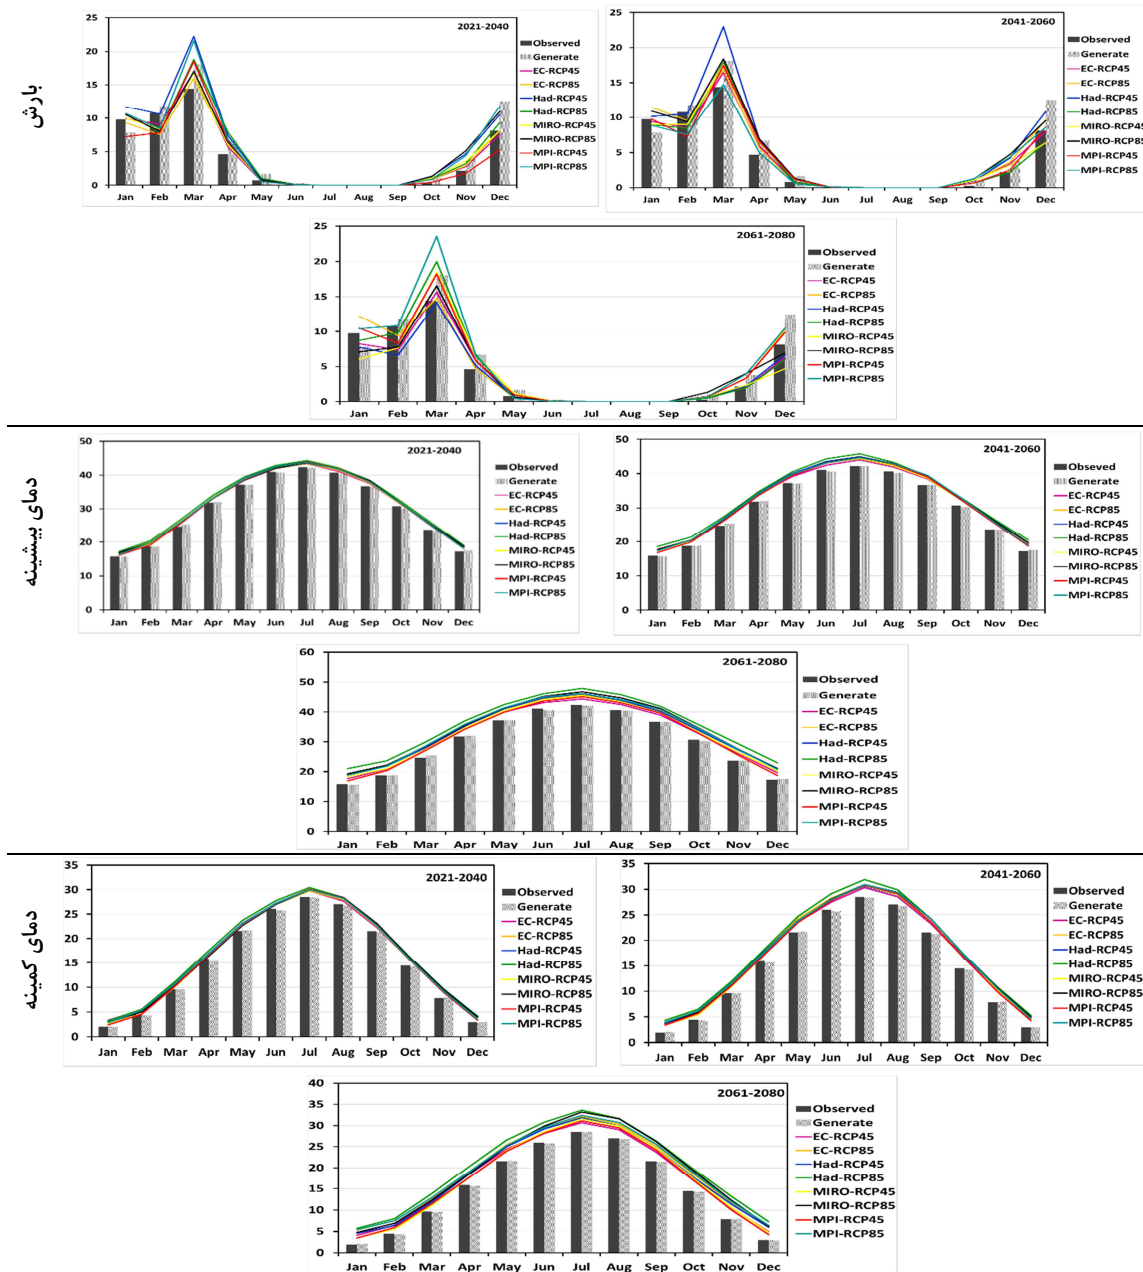 بارش
2021-2040
25
20
15
10
5
0
Jan Feb Mar Apr May Jun Jul Aug Sep Oct Nov Dec
Observed
Generate
EC-RCP45
EC-RCP85
Had-RCP45
Had-RCP85
MIRO-RCP45
MIRO-RCP85
MPI-RCP45
MPI-RCP85
2041-2060
25
20
15
10
5
0
Jan Feb Mar Apr May Jun Jul Aug Sep Oct Nov Dec
Observed
Generate
EC-RCP45
EC-RCP85
Had-RCP45
Had-RCP85
MIRO-RCP45
MIRO-RCP85
MPI-RCP45
MPI-RCP85
2061-2080
25
20
15
10
5
0
Jan Feb Mar Apr May Jun Jul Aug Sep Oct Nov Dec
Observed
Generate
EC-RCP45
EC-RCP85
Had-RCP45
Had-RCP85
MIRO-RCP45
MIRO-RCP85
MPI-RCP45
MPI-RCP85
دمای بیشینه
2021-2040
50
40
30
20
10
0
Jan Feb Mar Apr May Jun Jul Aug Sep Oct Nov Dec
Observed
Generate
EC-RCP45
EC-RCP85
Had-RCP45
Had-RCP85
MIRO-RCP45
MIRO-RCP85
MPI-RCP45
MPI-RCP85
2041-2060
50
40
30
20
10
0
Jan Feb Mar Apr May Jun Jul Aug Sep Oct Nov Dec
Obseved
Generate
EC-RCP45
EC-RCP85
Had-RCP45
Had-RCP85
MIRO-RCP45
MIRO-RCP85
MPI-RCP45
MPI-RCP85
2061-2080
60
50
40
30
20
10
0
Jan Feb Mar Apr May Jun Jul Aug Sep Oct Nov Dec
Observed
Generate
EC-RCP45
EC-RCP85
Had-RCP45
Had-RCP85
MIRO-RCP45
MIRO-RCP85
MPI-RCP45
MPI-RCP85
دمای کمینه
2021-2040
35
30
25
20
15
10
5
0
Jan Feb Mar Apr May Jun Jul Aug Sep Oct Nov Dec
Observed
Generate
EC-RCP45
EC-RCP85
Had-RCP45
Had-RCP85
MIRO-RCP45
MIRO-RCP85
MPI-RCP45
MPI-RCP85
2041-2060
35
30
25
20
15
10
5
0
Jan Feb Mar Apr May Jun Jul Aug Sep Oct Nov Dec
Observed
Generate
EC-RCP45
EC-RCP85
Had-RCP45
Had-RCP85
MIRO-RCP45
MIRO-RCP85
MPI-RCP45
MPI-RCP85
2061-2080
40
35
30
25
20
15
10
5
0
Jan Feb Mar Apr May Jun Jul Aug Sep Oct Nov Dec
Observed
Generate
EC-RCP45
EC-RCP85
Had-RCP45
Had-RCP85
MIRO-RCP45
MIRO-RCP85
MPI-RCP45
MPI-RCP85